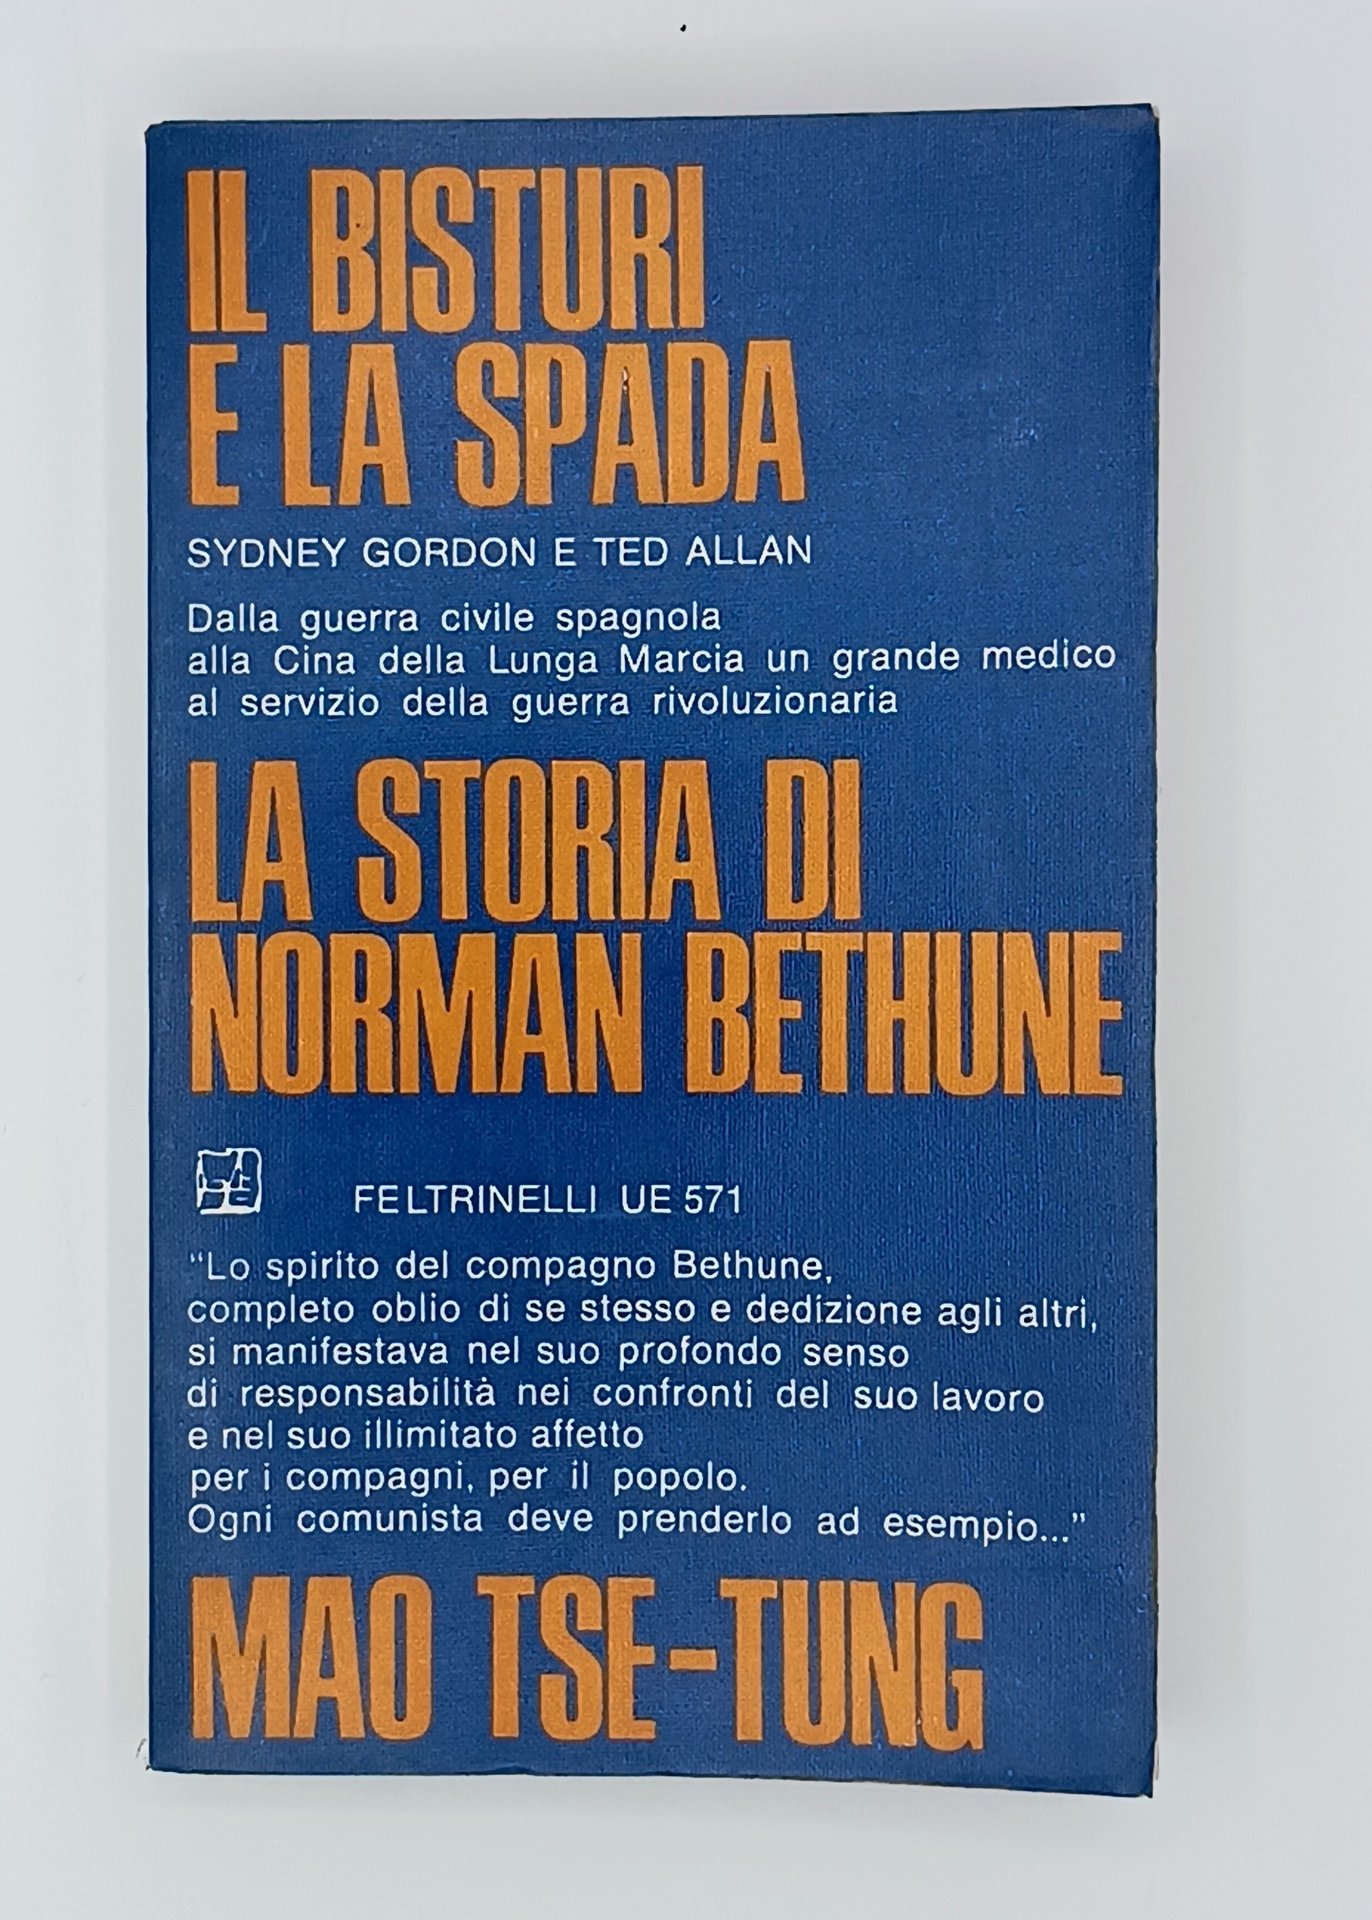 IL BISTURI
E LA SPADA
SYDNEY GORDON E TED ALLAN
Dalla guerra civile spagnola
alla Cina della Lunga Marcia un grande medico
al servizio della guerra rivoluzionaria
LA STORIA DI
NORMAN BETHUNE
FELTRINELLI UE 571
"Lo spirito del compagno Bethune,
completo oblio di se stesso e dedizione agli altri,
si manifestava nel suo profondo senso
di responsabilità nei confronti del suo lavoro
e nel suo illimitato affetto
per i compagni, per il popolo.
Ogni comunista deve prenderlo ad esempio..."
MAO TSE-TUNG